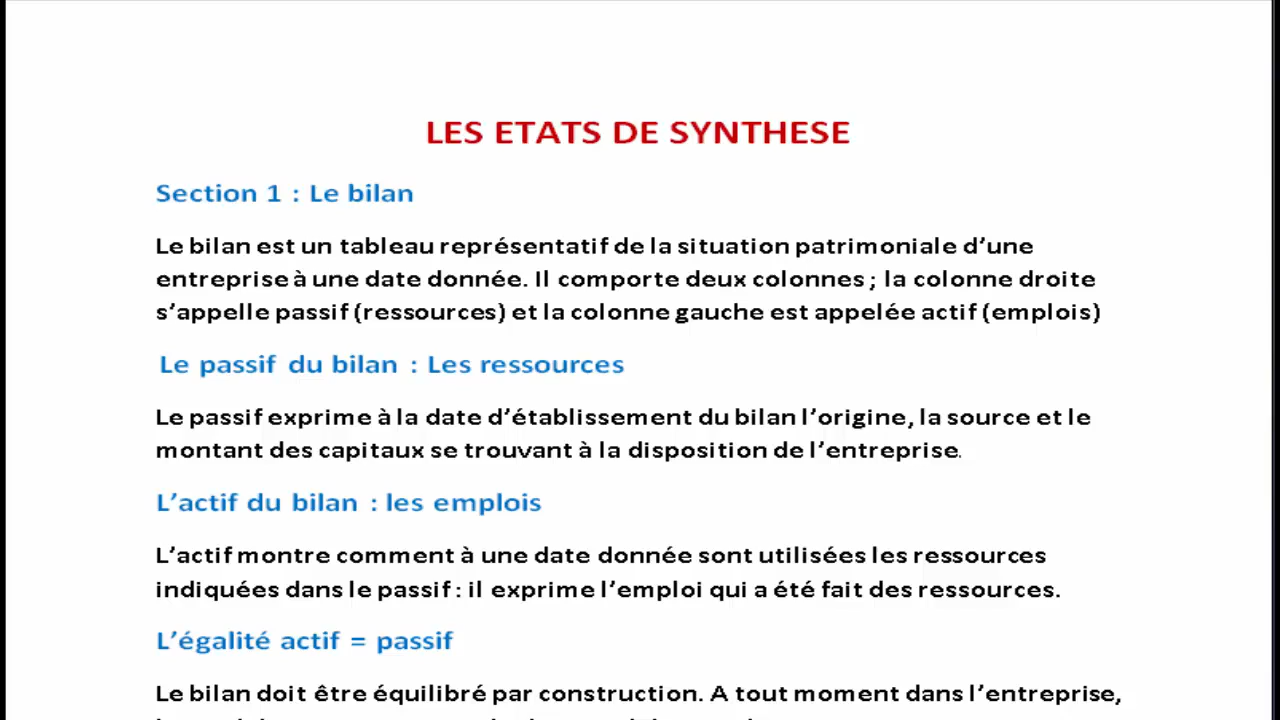 LES ETATS DE SYNTHESE
Section 1 : Le bilan
Le bilan est un tableau représentatif de la situation patrimoniale d’une
entreprise à une date donnée. Il comporte deux colonnes ; la colonne droite
s’appelle passif (ressources) et la colonne gauche est appelée actif (emplois)
Le passif du bilan : Les ressources
Le passif exprime à la date d’établissement du bilan l’origine, la source et le
montant des capitaux se trouvant à la disposition de l’entreprise.
L’actif du bilan : les emplois
L’actif montre comment à une date donnée sont utilisées les ressources
indiquées dans le passif : il exprime l’emploi qui a été fait des ressources.
L’égalité actif = passif
Le bilan doit être équilibré par construction. A tout moment dans l’entreprise,